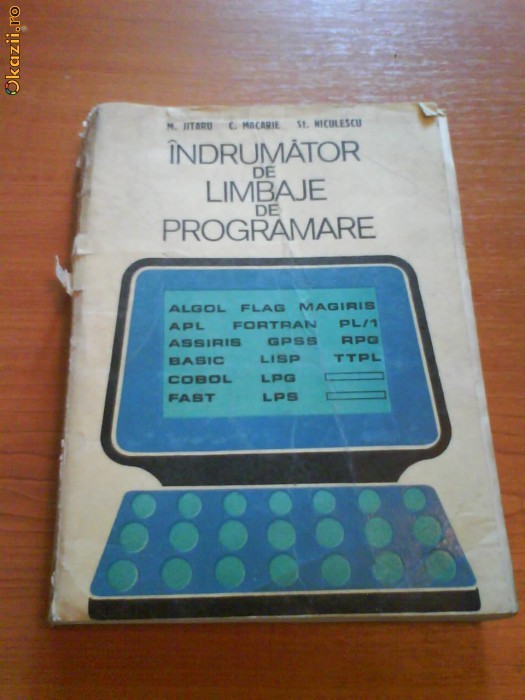 Okazii.ro
M. JITARU C. MACARIE ST. NICULESCU
ÎNDRUMĂTOR
DE
LIMBAJE
DE
PROGRAMARE
ALGOL FLAG MAGIRIS
APL FORTRAN PL/1
ASSIRIS GPSS RPG
BASIC LISP TTPL
COBOL LPG
FAST LPS